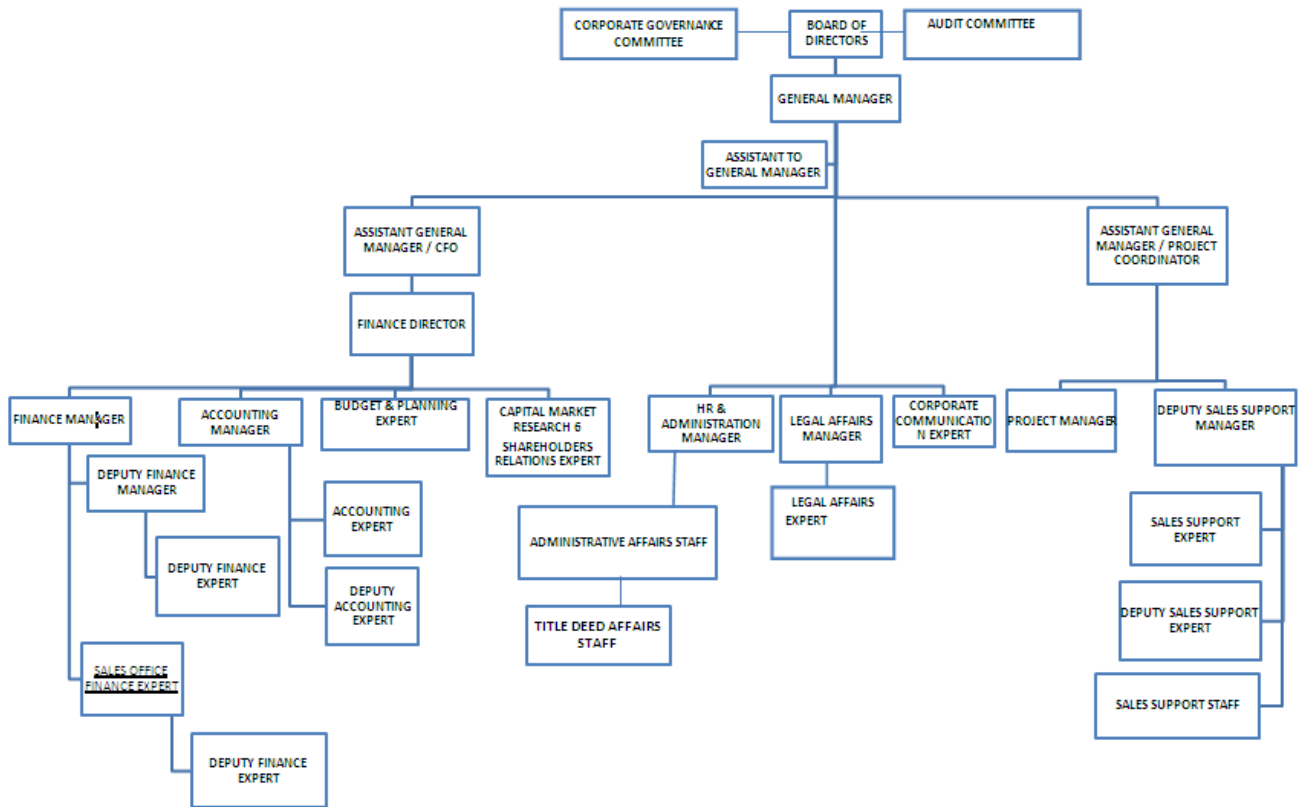 CORPORATE GOVERNANCE
COMMITTEE
BOARD OF
DIRECTORS
AUDIT COMMITTEE
GENERAL MANAGER
ASSISTANT TO
GENERAL MANAGER
ASSISTANT GENERAL
MANAGER / CFO
ASSISTANT GENERAL
MANAGER / PROJECT
COORDINATOR
FINANCE DIRECTOR
FINANCE MANAGER
ACCOUNTING
MANAGER
BUDGET & PLANNING
EXPERT
CAPITAL MARKET
RESEARCH 6
SHAREHOLDERS
RELATIONS EXPERT
HR &
ADMINISTRATION
MANAGER
LEGAL AFFAIRS
MANAGER
CORPORATE
COMMUNICATIO
N EXPERT
PROJECT MANAGER
DEPUTY SALES SUPPORT
MANAGER
DEPUTY FINANCE
MANAGER
ACCOUNTING
EXPERT
LEGAL AFFAIRS
EXPERT
SALES SUPPORT
EXPERT
ADMINISTRATIVE AFFAIRS STAFF
DEPUTY FINANCE
EXPERT
DEPUTY
ACCOUNTING
EXPERT
TITLE DEED AFFAIRS
STAFF
DEPUTY SALES SUPPORT
EXPERT
SALES OFFICE
FINANCE EXPERT
SALES SUPPORT STAFF
DEPUTY FINANCE
EXPERT